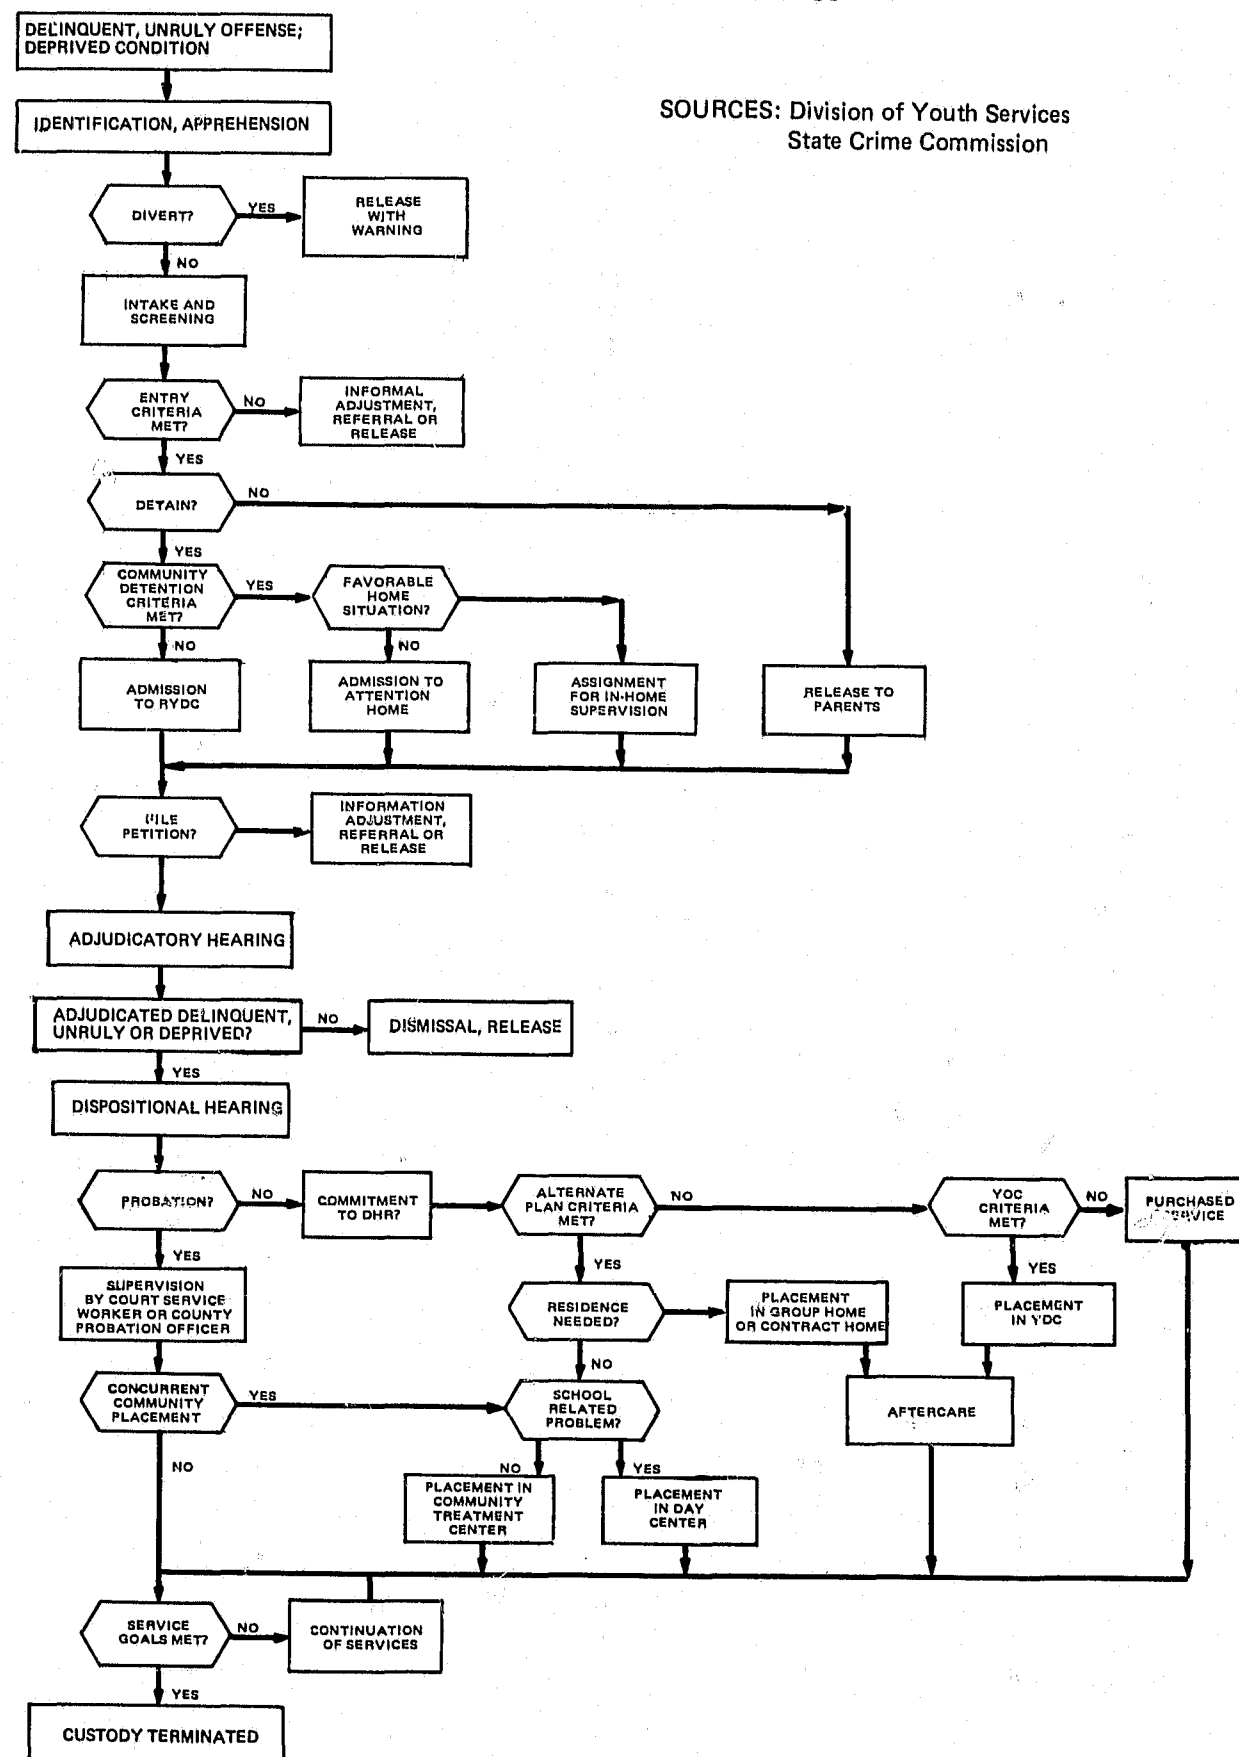 DELINQUENT, UNRULY OFFENSE;
DEPRIVED CONDITION
IDENTIFICATION, APPREHENSION
SOURCES: Division of Youth Services
State Crime Commission
DIVERT?
YES
RELEASE
WITH
WARNING
NO
INTAKE AND
SCREENING
ENTRY
CRITERIA
MET?
NO
INFORMAL
ADJUSTMENT,
REFERRAL OR
RELEASE
YES
DETAIN?
NO
YES
COMMUNITY
DETENTION
CRITERIA
MET?
YES
FAVORABLE
HOME
SITUATION?
NO
NO
ADMISSION
TO RYDC
ADMISSION TO
ATTENTION
HOME
ASSIGNMENT
FOR IN-HOME
SUPERVISION
RELEASE TO
PARENTS
FILE
PETITION?
INFORMATION
ADJUSTMENT,
REFERRAL OR
RELEASE
ADJUDICATORY HEARING
ADJUDICATED DELINQUENT,
UNRULY OR DEPRIVED?
NO
DISMISSAL, RELEASE
YES
DISPOSITIONAL HEARING
PROBATION?
NO
COMMITMENT
TO DHR?
ALTERNATE
PLAN CRITERIA
MET?
NO
YOC
CRITERIA
MET?
NO
PURCHASED
SERVICE
YES
SUPERVISION
BY COURT SERVICE
WORKER OR COUNTY
PROBATION OFFICER
YES
RESIDENCE
NEEDED?
PLACEMENT
IN GROUP HOME
OR CONTRACT HOME
YES
PLACEMENT
IN YDC
NO
CONCURRENT
COMMUNITY
PLACEMENT
YES
SCHOOL
RELATED
PROBLEM?
AFTERCARE
NO
NO
YES
PLACEMENT IN
COMMUNITY
TREATMENT
CENTER
PLACEMENT
IN DAY
CENTER
SERVICE
GOALS MET?
NO
CONTINUATION
OF SERVICES
YES
CUSTODY TERMINATED